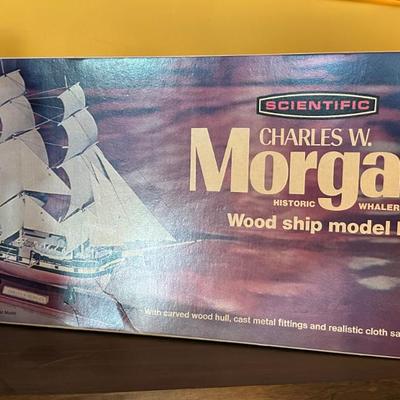 SCIENTIFIC
CHARLES W.
Morga
HISTORIC WHALER
Wood ship model
With carved wood hull, cast metal fittings and realistic cloth sa
Model